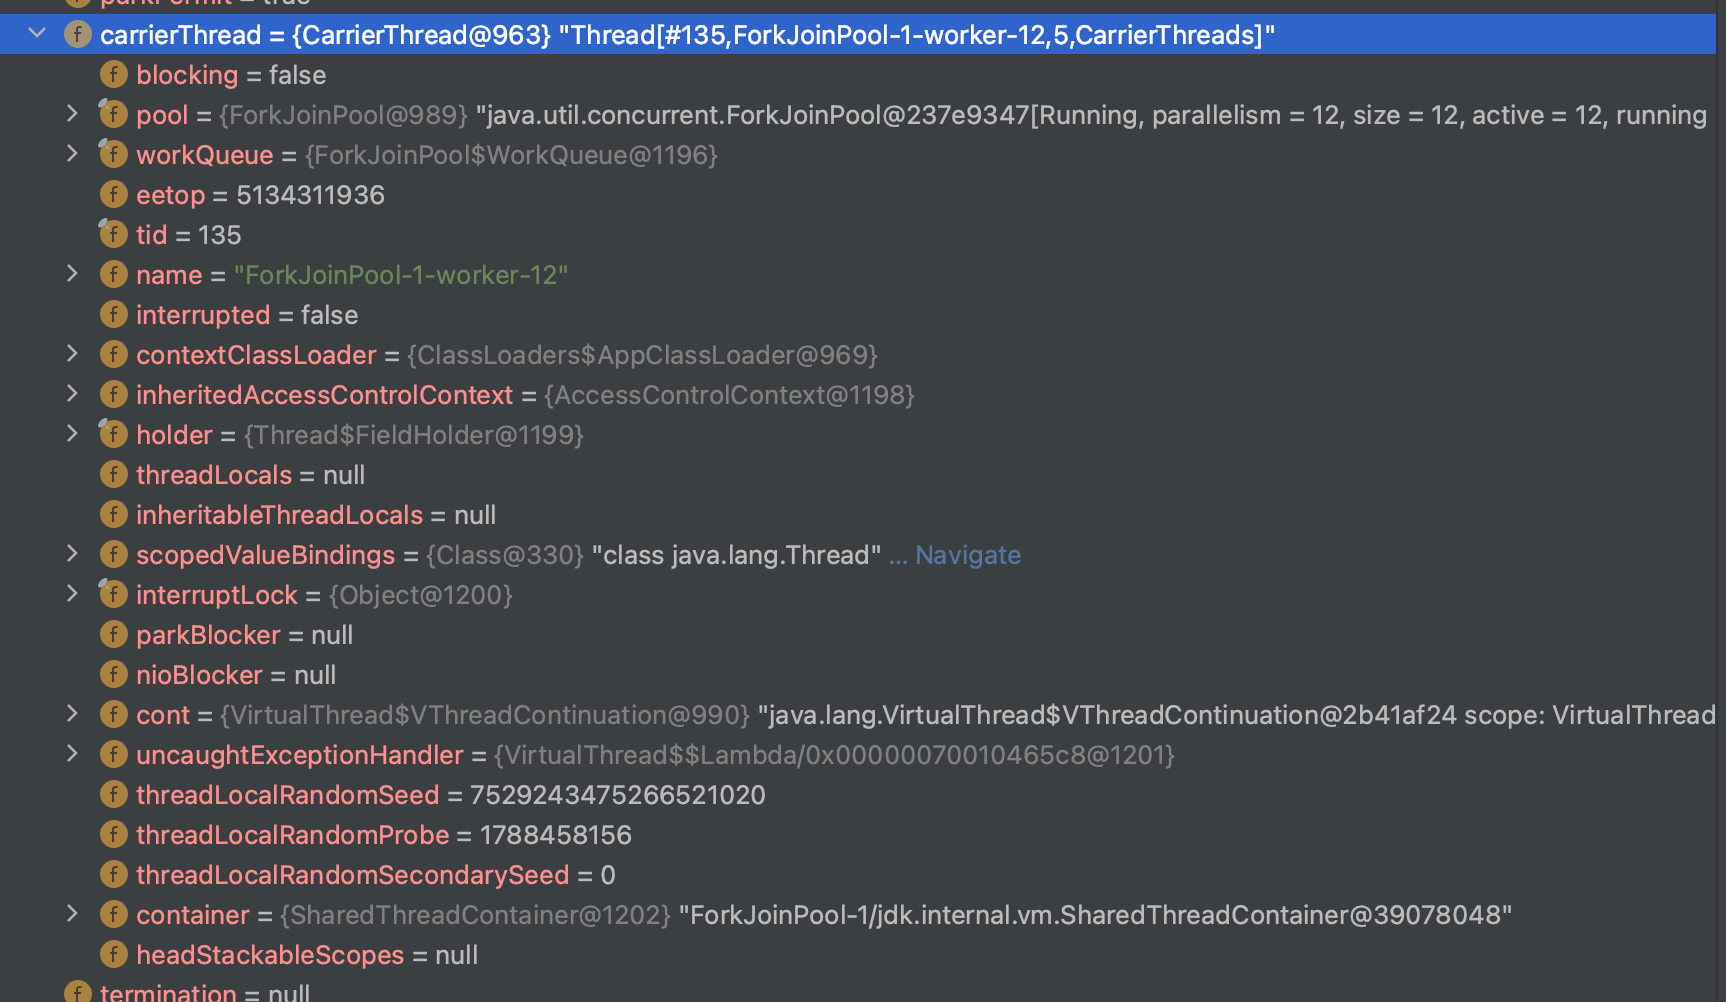 parkPermit = true
carrierThread = {CarrierThread@963} "Thread[#135,ForkJoinPool-1-worker-12,5,CarrierThreads]"
blocking = false
pool = {ForkJoinPool@989} "java.util.concurrent.ForkJoinPool@237e9347[Running, parallelism = 12, size = 12, active = 12, running
workQueue = {ForkJoinPool$WorkQueue@1196}
eetop = 5134311936
tid = 135
name = "ForkJoinPool-1-worker-12"
interrupted = false
contextClassLoader = {ClassLoaders$AppClassLoader@969}
inheritedAccessControlContext = {AccessControlContext@1198}
holder = {Thread$FieldHolder@1199}
threadLocals = null
inheritableThreadLocals = null
scopedValueBindings = {Class@330} "class java.lang.Thread" ... Navigate
interruptLock = {Object@1200}
parkBlocker = null
nioBlocker = null
cont = {VirtualThread$VThreadContinuation@990} "java.lang.VirtualThread$VThreadContinuation@2b41af24 scope: VirtualThread
uncaughtExceptionHandler = {VirtualThread$$Lambda/0x00000070010465c8@1201}
threadLocalRandomSeed = 7529243475266521020
threadLocalRandomProbe = 1788458156
threadLocalRandomSecondarySeed = 0
container = {SharedThreadContainer@1202} "ForkJoinPool-1/jdk.internal.vm.SharedThreadContainer@39078048"
headStackableScopes = null
termination = null